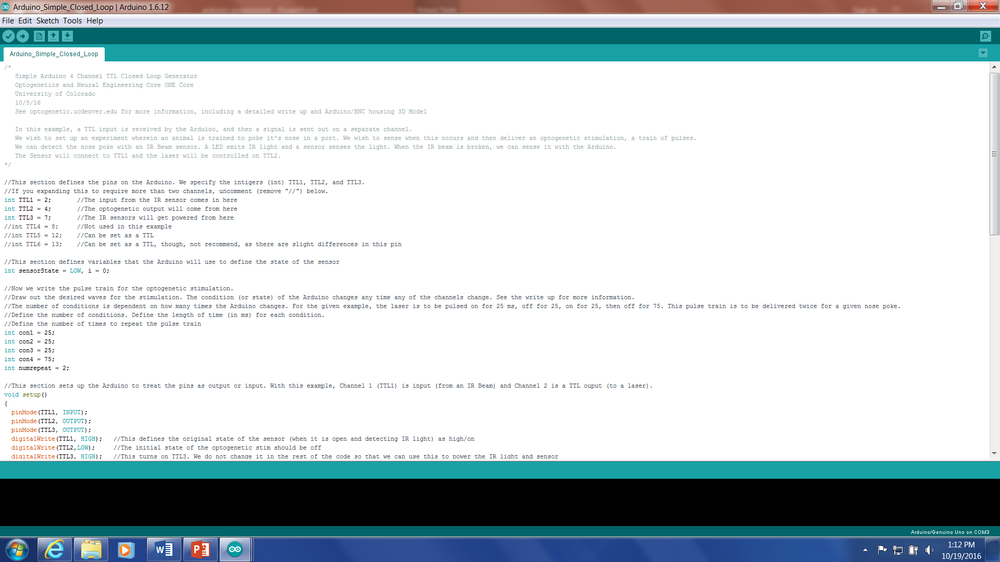 Arduino_Simple_Closed_Loop | Arduino 1.6.12
File Edit Sketch Tools Help
Arduino_Simple_Closed_Loop
/*
Simple Arduino 4 Channel TTL Closed Loop Generator
Optogenetics and Neural Engineering Core ONE Core
University of Colorado
10/5/16
See optogenetic.ucdenver.edu for more information, including a detailed write up and Arduino/BNC housing 3D Model
In this example, a TTL input is received by the Arduino, and then a signal is sent out on a separate channel.
We wish to set up an experiment wherein an animal is trained to poke it's nose in a port. We wish to sense when this occurs and then deliver an optogenetic stimulation, a train of pulses.
We can detect the nose poke with an IR Beam sensor. A LED emits IR light and a sensor senses the light. When the IR beam is broken, we can sense it with the Arduino.
The Sensor will connect to TTL1 and the laser will be controlled on TTL2.
*/
//This section defines the pins on the Arduino. We specify the intigers (int) TTL1, TTL2, and TTL3.
//If you expanding this to require more than two channels, uncomment (remove "//") below.
int TTL1 = 2; //The input from the IR sensor comes in here
int TTL2 = 4; //The optogenetic output will come from here
int TTL3 = 7; //The IR sensors will get powered from here
//int TTL4 = 8; //Not used in this example
//int TTL5 = 12; //Can be set as a TTL
//int TTL6 = 13; //Can be set as a TTL, though, not recommend, as there are slight differences in this pin
//This section defines variables that the Arduino will use to define the state of the sensor
int sensorState = LOW, i = 0;
//Now we write the pulse train for the optogenetic stimulation.
//Draw out the desired waves for the stimulation. The condition (or state) of the Arduino changes any time any of the channels change. See the write up for more information.
//The number of conditions is dependent on how many times the Arduino changes. For the given example, the laser is to be pulsed on for 25 ms, off for 25, on for 25, then off for 75. This pulse train is to be delivered twice for a given nose poke.
//Define the number of conditions. Define the length of time (in ms) for each condition.
//Define the number of times to repeat the pulse train
int con1 = 25;
int con2 = 25;
int con3 = 25;
int con4 = 75;
int numrepeat = 2;
//This section sets up the Arduino to treat the pins as output or input. With this example, Channel 1 (TTL1) is input (from an IR Beam) and Channel 2 is a TTL ouput (to a laser).
void setup()
{
pinMode(TTL1, INPUT);
pinMode(TTL2, OUTPUT);
pinMode(TTL3, OUTPUT);
digitalWrite(TTL1, HIGH); //This defines the original state of the sensor (when it is open and detecting IR light) as high/on
digitalWrite(TTL2,LOW); //The initial state of the optogenetic stim should be off
digitalWrite(TTL3, HIGH); //This turns on TTL3. We do not change it in the rest of the code so that we can use this to power the IR light and sensor
Arduino/Genuino Uno on COM3
1:12 PM
10/19/2016